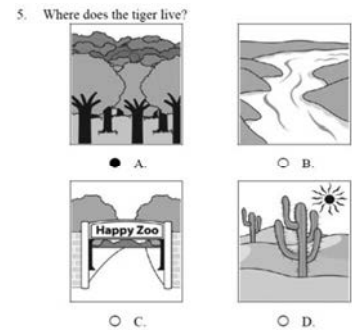 5. Where does the tiger live?
A.
B.
Happy Zoo
C.
D.